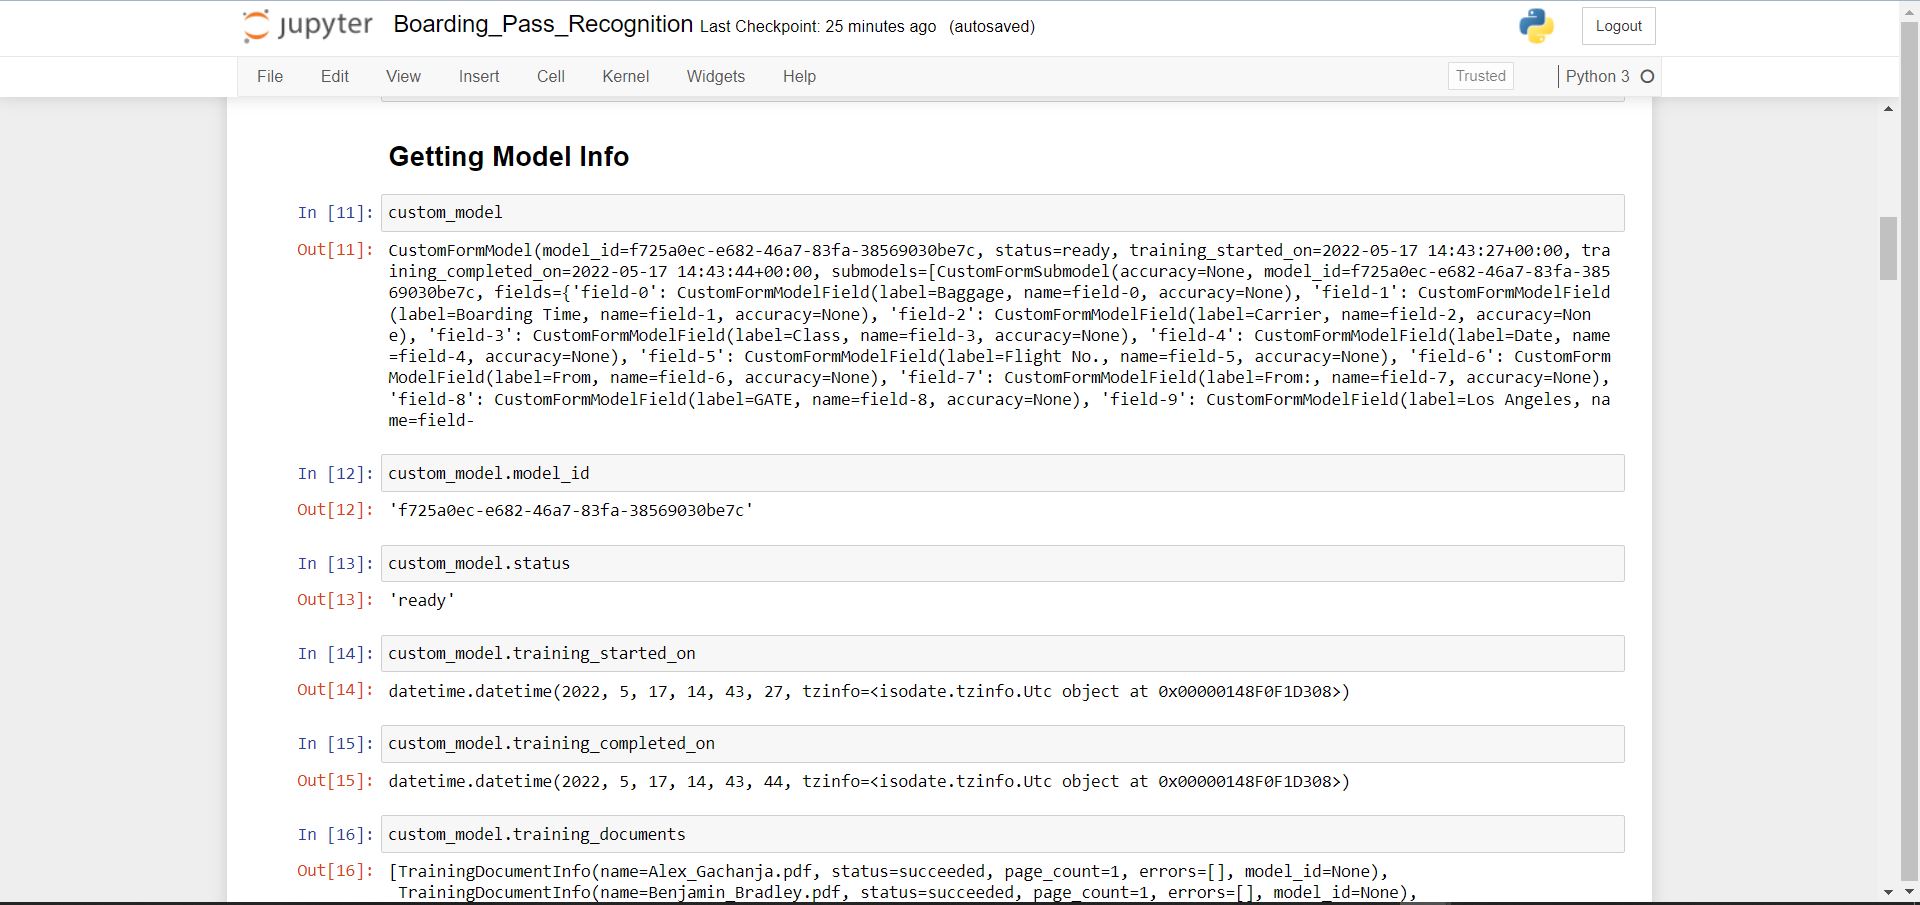 jupyter Boarding_Pass_Recognition Last Checkpoint: 25 minutes ago (autosaved) Logout
File Edit View Insert Cell Kernel Widgets Help Trusted Python 3
Getting Model Info
In [11]: custom_model
Out[11]: CustomFormModel(model_id=f725a0ec-e682-46a7-83fa-38569030be7c, status=ready, training_started_on=2022-05-17 14:43:27+00:00, tra
ining_completed_on=2022-05-17 14:43:44+00:00, submodels=[CustomFormSubmodel(accuracy=None, model_id=f725a0ec-e682-46a7-83fa-385
69030be7c, fields={'field-0': CustomFormModelField(label=Baggage, name=field-0, accuracy=None), 'field-1': CustomFormModelField
(label=Boarding Time, name=field-1, accuracy=None), 'field-2': CustomFormModelField(label=Carrier, name=field-2, accuracy=Non
e), 'field-3': CustomFormModelField(label=Class, name=field-3, accuracy=None), 'field-4': CustomFormModelField(label=Date, name
=field-4, accuracy=None), 'field-5': CustomFormModelField(label=Flight No., name=field-5, accuracy=None), 'field-6': CustomForm
ModelField(label=From, name=field-6, accuracy=None), 'field-7': CustomFormModelField(label=From:, name=field-7, accuracy=None),
'field-8': CustomFormModelField(label=GATE, name=field-8, accuracy=None), 'field-9': CustomFormModelField(label=Los Angeles, na
me=field-
In [12]: custom_model.model_id
Out[12]: 'f725a0ec-e682-46a7-83fa-38569030be7c'
In [13]: custom_model.status
Out[13]: 'ready'
In [14]: custom_model.training_started_on
Out[14]: datetime.datetime(2022, 5, 17, 14, 43, 27, tzinfo=<isodate.tzinfo.Utc object at 0x00000148F0F1D308>)
In [15]: custom_model.training_completed_on
Out[15]: datetime.datetime(2022, 5, 17, 14, 43, 44, tzinfo=<isodate.tzinfo.Utc object at 0x00000148F0F1D308>)
In [16]: custom_model.training_documents
Out[16]: [TrainingDocumentInfo(name=Alex_Gachanja.pdf, status=succeeded, page_count=1, errors=[], model_id=None),
TrainingDocumentInfo(name=Benjamin_Bradley.pdf, status=succeeded, page_count=1, errors=[], model_id=None),